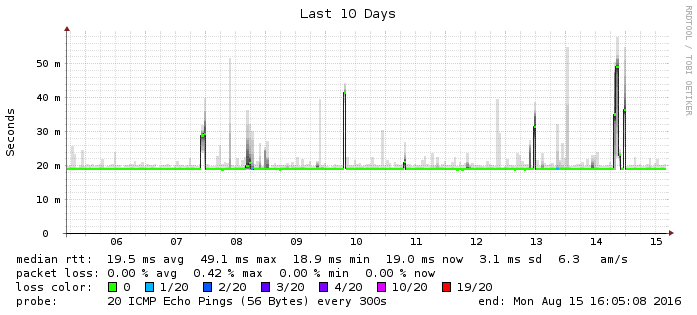 Last 10 Days
RRDTOOL / TOBI OETIKER
Seconds
50 m
40 m
30 m
20 m
10 m
0
06 07 08 09 10 11 12 13 14 15
median rtt: 19.5 ms avg 49.1 ms max 18.9 ms min 19.0 ms now 3.1 ms sd 6.3 am/s
packet loss: 0.00 % avg 0.42 % max 0.00 % min 0.00 % now
loss color: 0 1/20 2/20 3/20 4/20 10/20 19/20
probe: 20 ICMP Echo Pings (56 Bytes) every 300s end: Mon Aug 15 16:05:08 2016